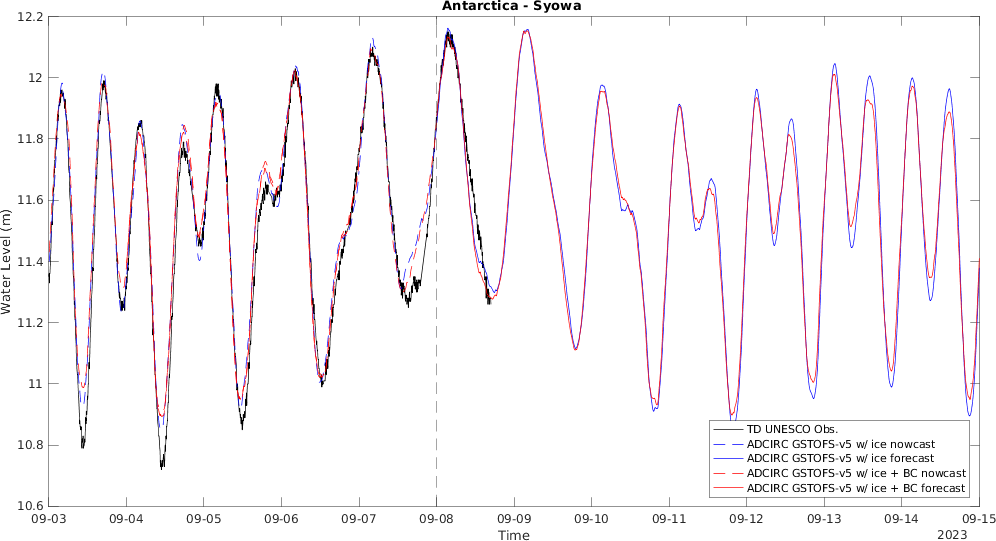 Antarctica - Syowa
12.2
12
11.8
11.6
11.4
11.2
11
10.8
10.6
Water Level (m)
09-03 09-04 09-05 09-06 09-07 09-08 09-09 09-10 09-11 09-12 09-13 09-14 09-15
Time
2023
TD UNESCO Obs.
ADCIRC GSTOFS-v5 w/ ice nowcast
ADCIRC GSTOFS-v5 w/ ice forecast
ADCIRC GSTOFS-v5 w/ ice + BC nowcast
ADCIRC GSTOFS-v5 w/ ice + BC forecast